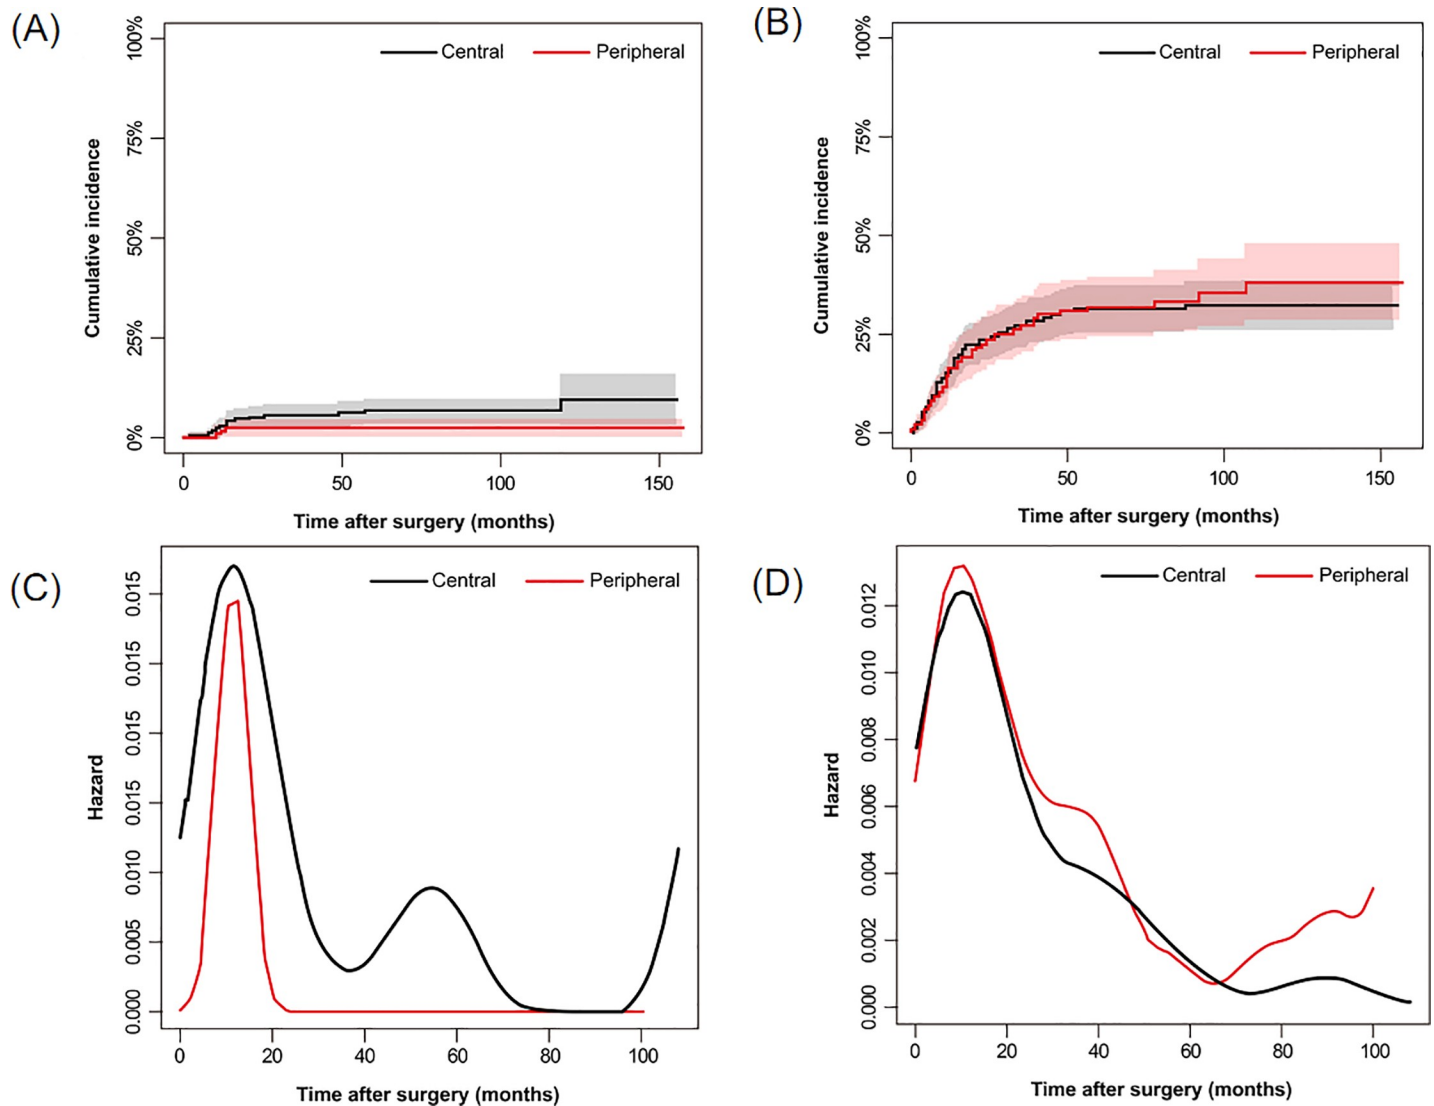 (A)
Central
Peripheral
100%
75%
50%
25%
0%
Cumulative incidence
0
50
100
150
Time after surgery (months)
(B)
Central
Peripheral
100%
75%
50%
25%
0%
Cumulative incidence
0
50
100
150
Time after surgery (months)
(C)
Central
Peripheral
0.015
0.015
0.015
0.015
0.010
0.005
0.000
Hazard
0
20
40
60
80
100
Time after surgery (months)
(D)
Central
Peripheral
0.012
0.010
0.008
0.006
0.004
0.002
0.000
Hazard
0
20
40
60
80
100
Time after surgery (months)